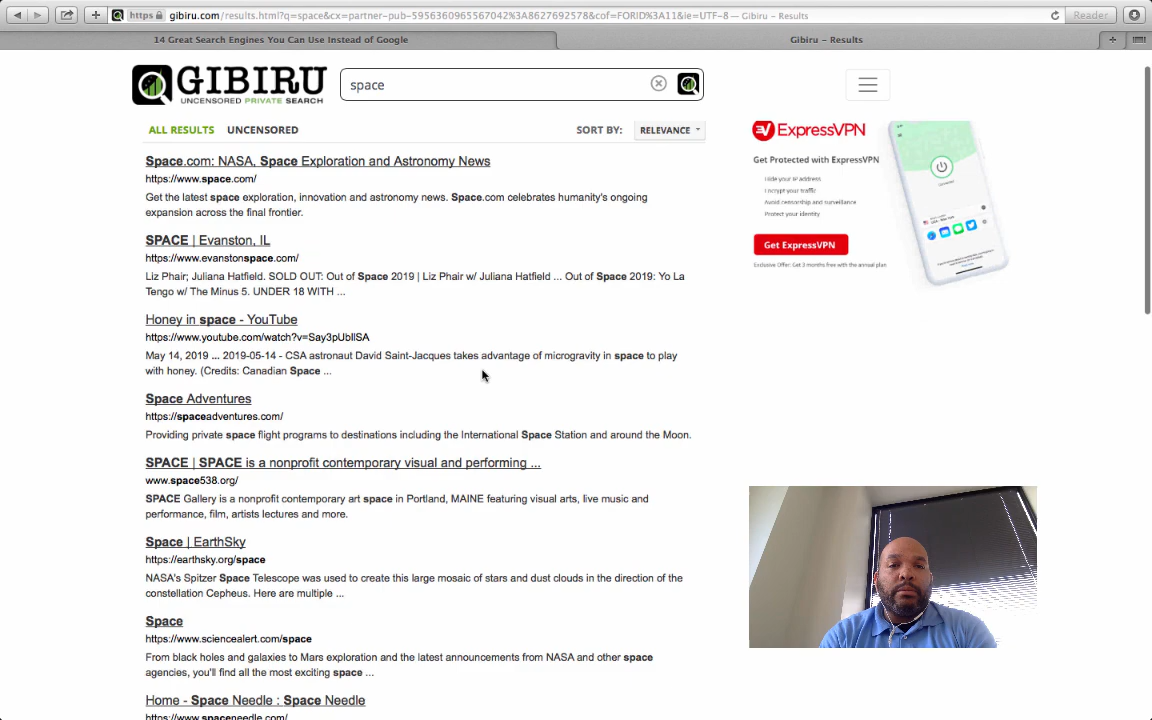 https
gibiru.com/results.html?q=space&cx=partner-pub-5956360965567042%3A8627692578&cof=FORID%3A11&ie=UTF-8 — Gibiru – Results
Reader
14 Great Search Engines You Can Use Instead of Google
Gibiru – Results
GIBIRU
UNCENSORED PRIVATE SEARCH
space
ALL RESULTS
UNCENSORED
SORT BY:
RELEVANCE
Space.com: NASA, Space Exploration and Astronomy News
https://www.space.com/
Get the latest space exploration, innovation and astronomy news. Space.com celebrates humanity's ongoing
expansion across the final frontier.
SPACE | Evanston, IL
https://www.evanstonspace.com/
Liz Phair; Juliana Hatfield. SOLD OUT: Out of Space 2019 | Liz Phair w/ Juliana Hatfield ... Out of Space 2019: Yo La
Tengo w/ The Minus 5. UNDER 18 WITH ...
Honey in space - YouTube
https://www.youtube.com/watch?v=Say3pUbIlSA
May 14, 2019 ... 2019-05-14 - CSA astronaut David Saint-Jacques takes advantage of microgravity in space to play
with honey. (Credits: Canadian Space ...
Space Adventures
https://spaceadventures.com/
Providing private space flight programs to destinations including the International Space Station and around the Moon.
SPACE | SPACE is a nonprofit contemporary visual and performing ...
www.space538.org/
SPACE Gallery is a nonprofit contemporary art space in Portland, MAINE featuring visual arts, live music and
performance, film, artists lectures and more.
Space | EarthSky
https://earthsky.org/space
NASA's Spitzer Space Telescope was used to create this large mosaic of stars and dust clouds in the direction of the
constellation Cepheus. Here are multiple ...
Space
https://www.sciencealert.com/space
From black holes and galaxies to Mars exploration and the latest announcements from NASA and other space
agencies, you'll find all the most exciting space ...
Home - Space Needle : Space Needle
https://www.spaceneedle.com/
ExpressVPN
Get Protected with ExpressVPN
Hide your IP address
Encrypt your traffic
Avoid censorship and surveillance
Protect your identity
Get ExpressVPN
Exclusive Offer: Get 3 months free with the annual plan